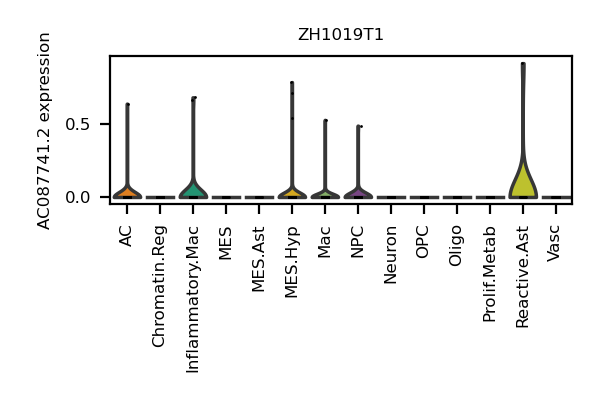 ZH1019T1
AC087741.2 expression
0.5
0.0
AC
Chromatin.Reg
Inflammatory.Mac
MES
MES.Ast
MES.Hyp
Mac
NPC
Neuron
OPC
Oligo
Prolif.Metab
Reactive.Ast
Vasc